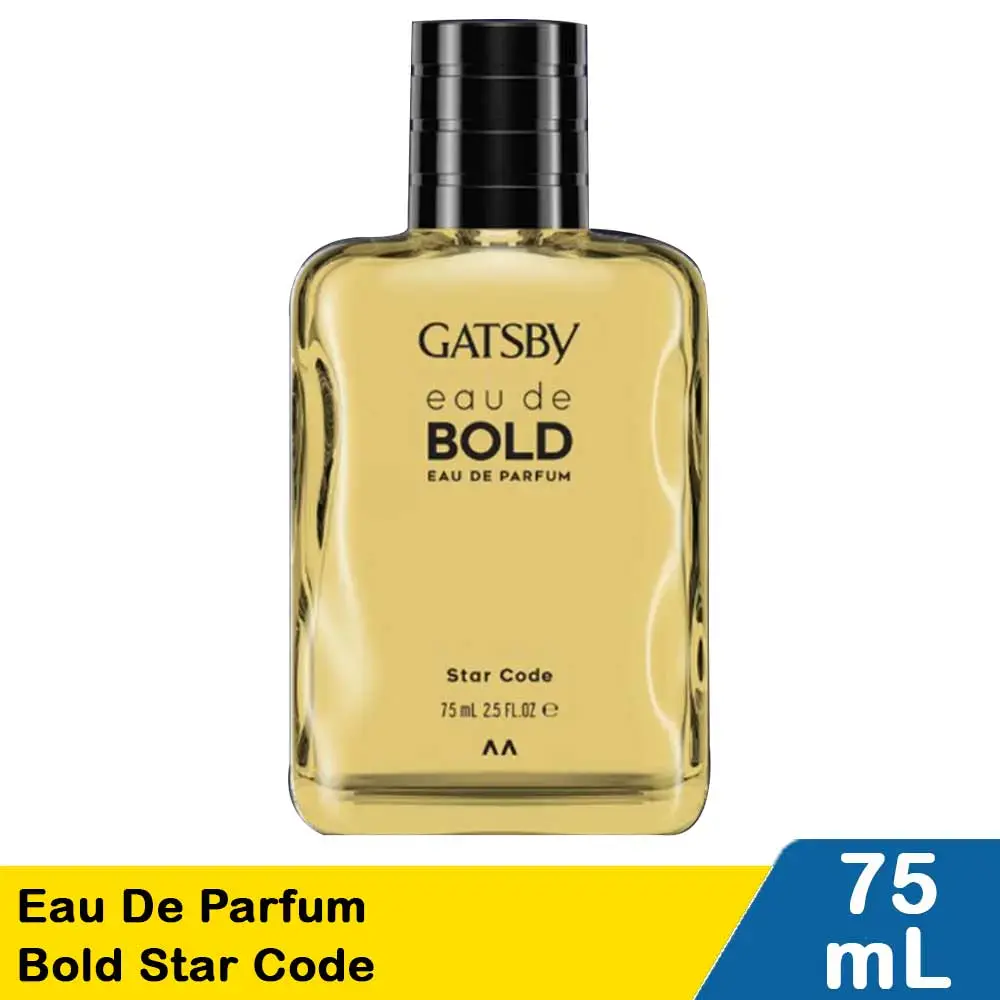 GATSBY
eau de
BOLD
EAU DE PARFUM
Star Code
75 mL 2.5 FL.OZ ℮
ΛΛ
Eau De Parfum
Bold Star Code
75
mL